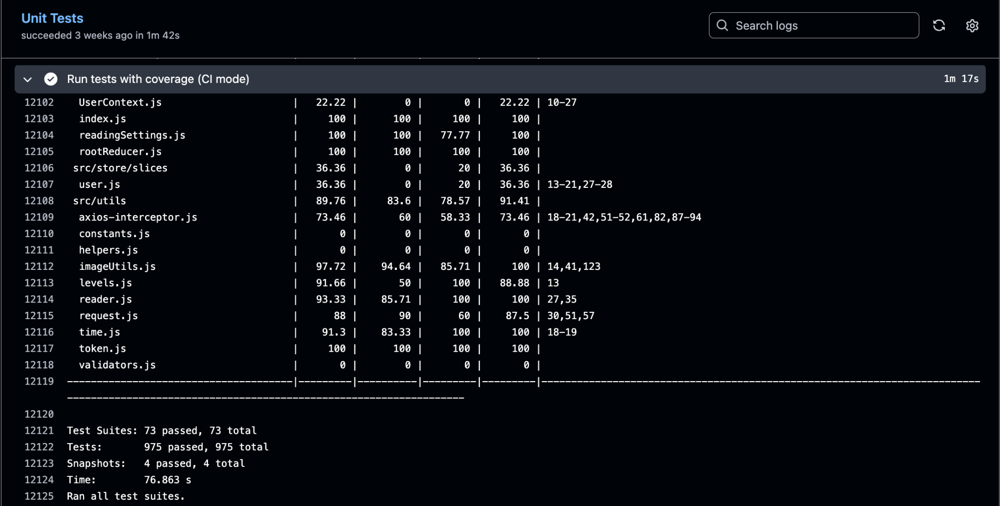 Unit Tests
succeeded 3 weeks ago in 1m 42s
Search logs
Run tests with coverage (CI mode) 1m 17s
12102 UserContext.js | 22.22 | 0 | 0 | 22.22 | 10-27
12103 index.js | 100 | 100 | 100 | 100 |
12104 readingSettings.js | 100 | 100 | 77.77 | 100 |
12105 rootReducer.js | 100 | 100 | 100 | 100 |
12106 src/store/slices | 36.36 | 0 | 20 | 36.36 |
12107 user.js | 36.36 | 0 | 20 | 36.36 | 13-21,27-28
12108 src/utils | 89.76 | 83.6 | 78.57 | 91.41 |
12109 axios-interceptor.js | 73.46 | 60 | 58.33 | 73.46 | 18-21,42,51-52,61,82,87-94
12110 constants.js | 0 | 0 | 0 | 0 |
12111 helpers.js | 0 | 0 | 0 | 0 |
12112 imageUtils.js | 97.72 | 94.64 | 85.71 | 100 | 14,41,123
12113 levels.js | 91.66 | 50 | 100 | 88.88 | 13
12114 reader.js | 93.33 | 85.71 | 100 | 100 | 27,35
12115 request.js | 88 | 90 | 60 | 87.5 | 30,51,57
12116 time.js | 91.3 | 83.33 | 100 | 100 | 18-19
12117 token.js | 100 | 100 | 100 | 100 |
12118 validators.js | 0 | 0 | 0 | 0 |
12119 --------------------------------------|---------|----------|---------|---------|--------------------------------------------------------------------------
-------------------------------------------------------------------
12120
12121 Test Suites: 73 passed, 73 total
12122 Tests: 975 passed, 975 total
12123 Snapshots: 4 passed, 4 total
12124 Time: 76.863 s
12125 Ran all test suites.